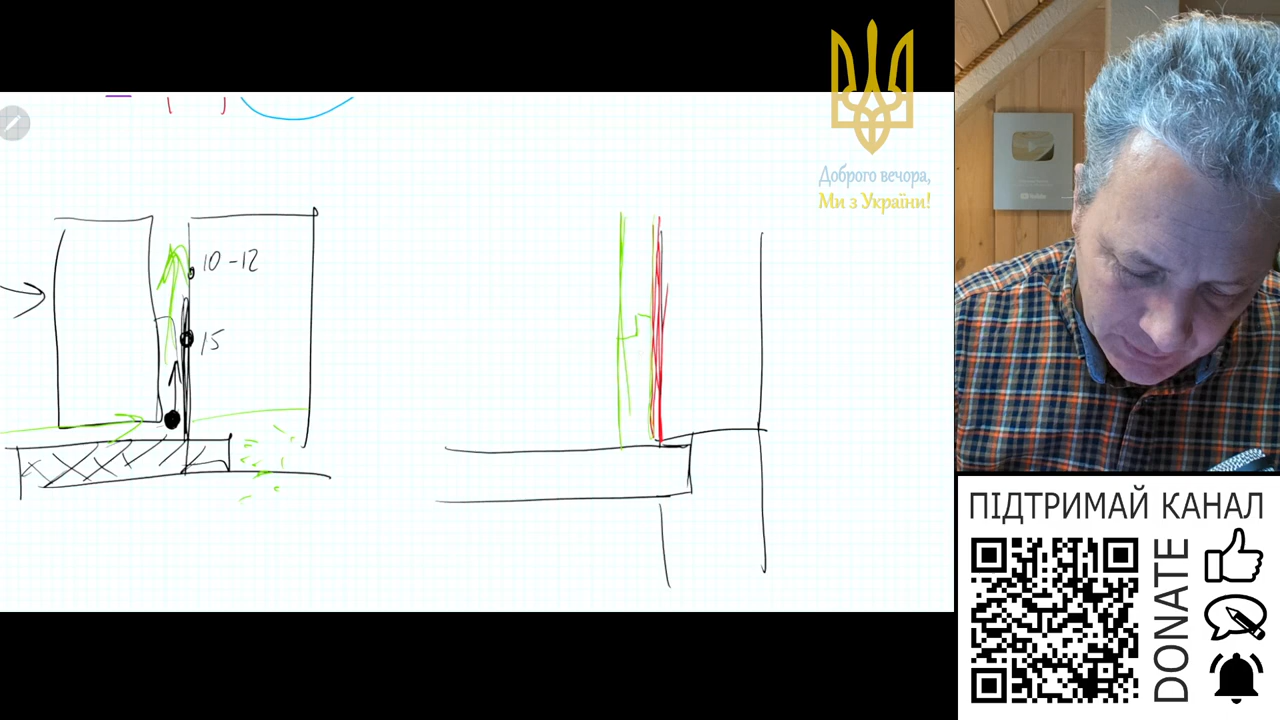 Доброго вечора,
Ми з України!
10-12
15
ПІДТРИМАЙ КАНАЛ
DONATE